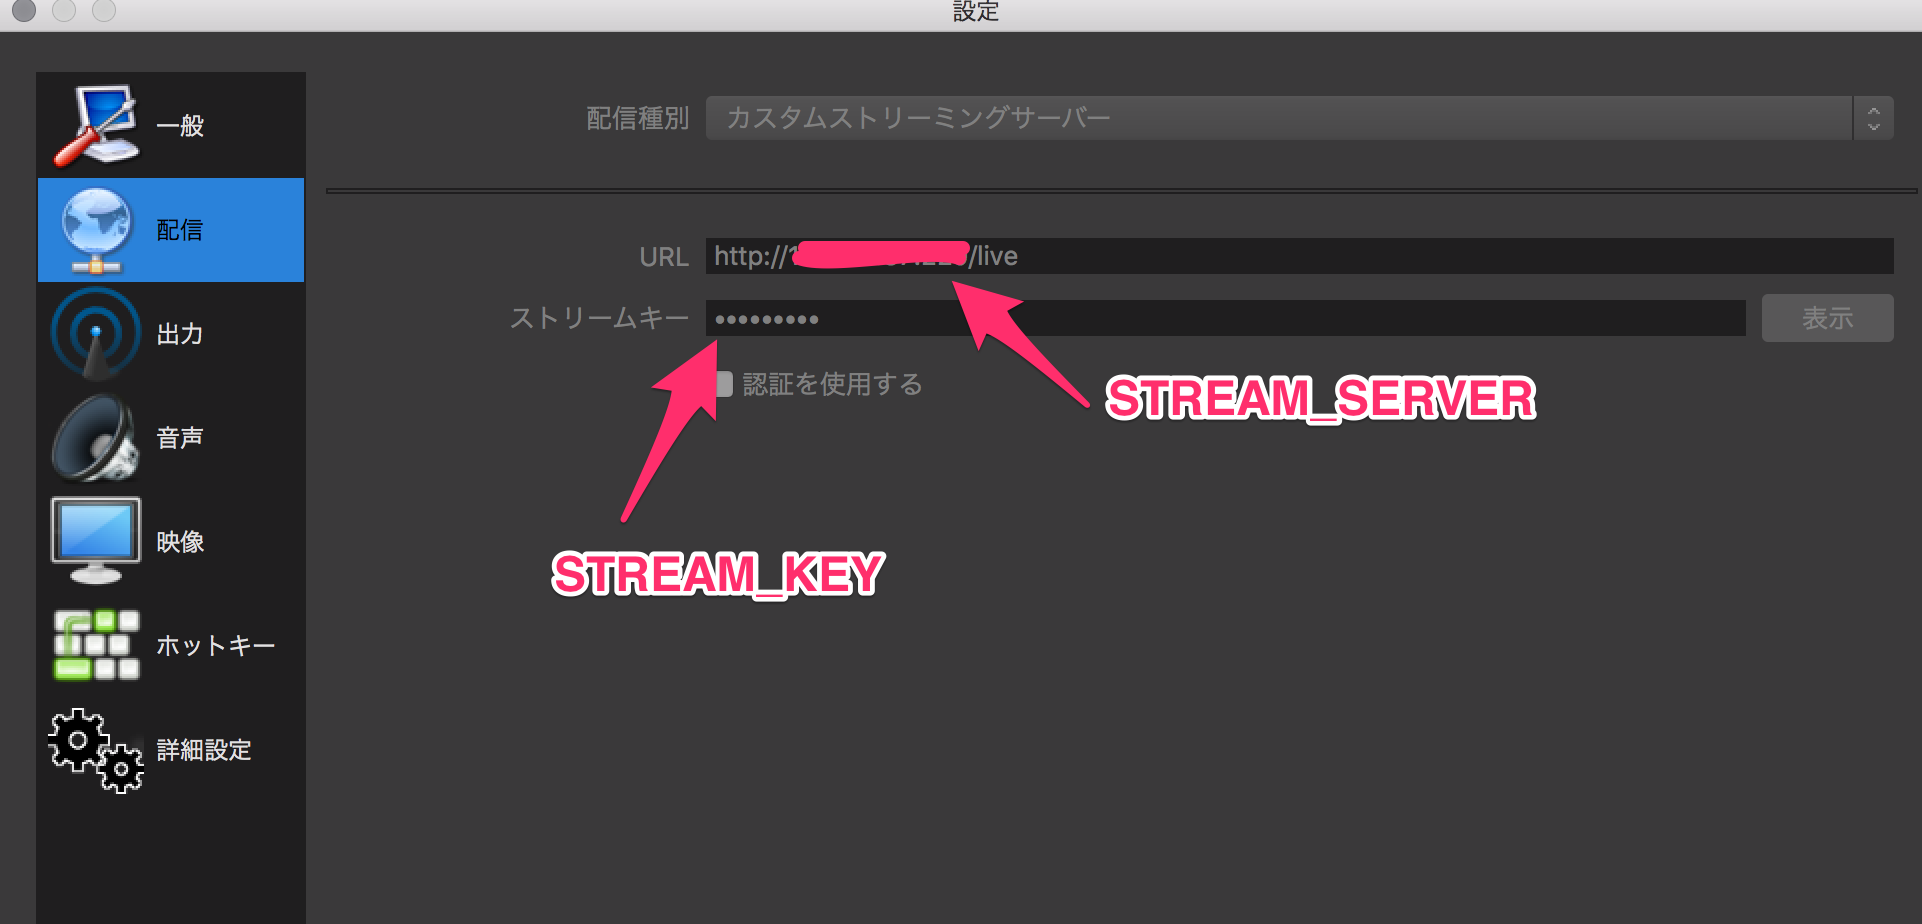 設定
一般
配信
出力
音声
映像
ホットキー
詳細設定
配信種別 カスタムストリーミングサーバー
URL http:// /live
ストリームキー ●●●●●●●●● 表示
認証を使用する
STREAM_SERVER
STREAM_KEY